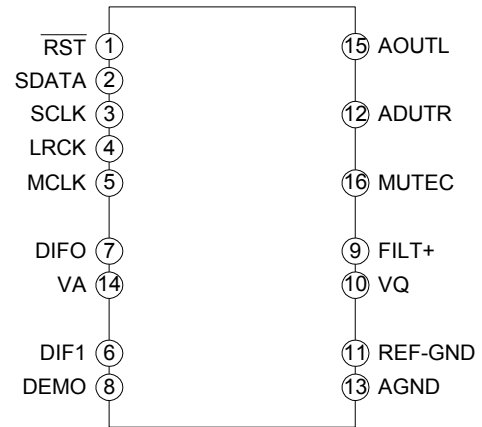 R̅S̅T̅ 1 15 AOUTL
SDATA 2
SCLK 3 12 ADUTR
LRCK 4
MCLK 5 16 MUTEC
DIFO 7 9 FILT+
VA 14 10 VQ
DIF1 6 11 REF-GND
DEMO 8 13 AGND